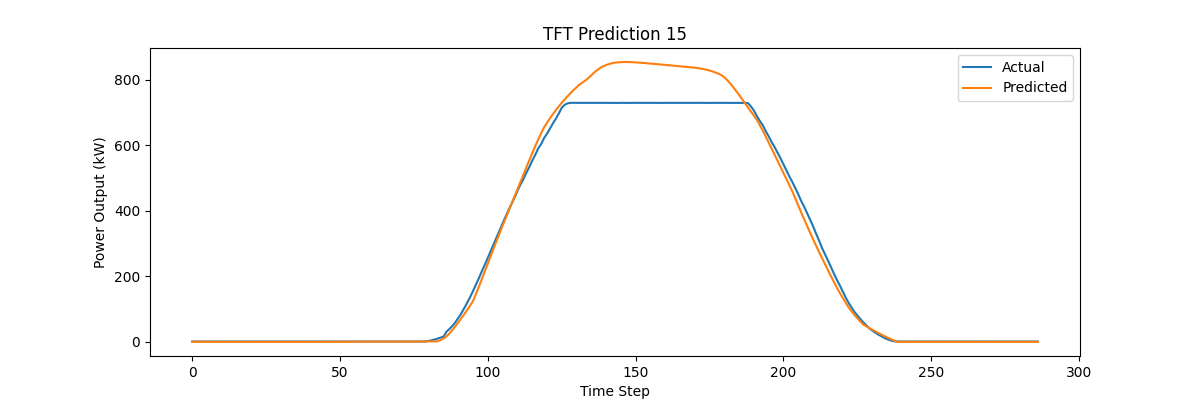 TFT Prediction 15
Actual
Predicted
Power Output (kW)
800
600
400
200
0
0 50 100 150 200 250 300
Time Step